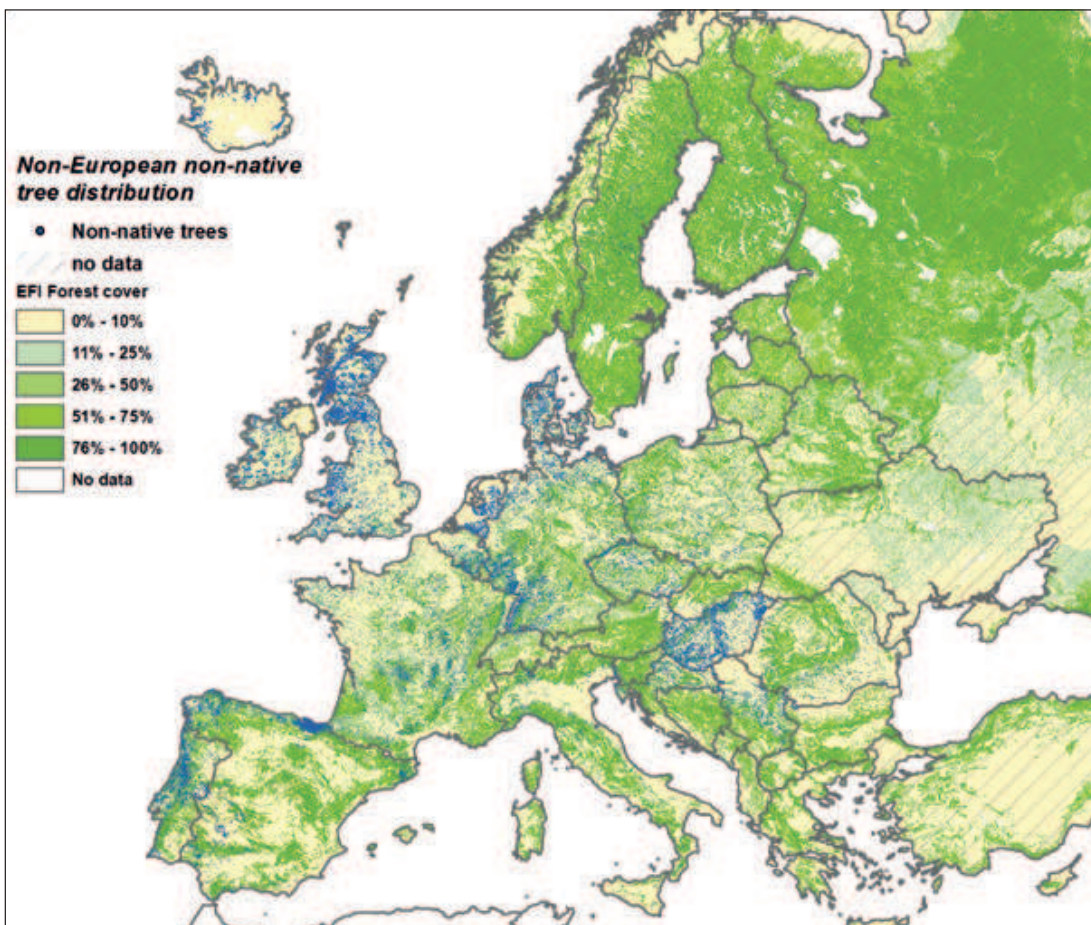 Non-European non-native
tree distribution
Non-native trees
no data
EFI Forest cover
0% - 10%
11% - 25%
26% - 50%
51% - 75%
76% - 100%
No data